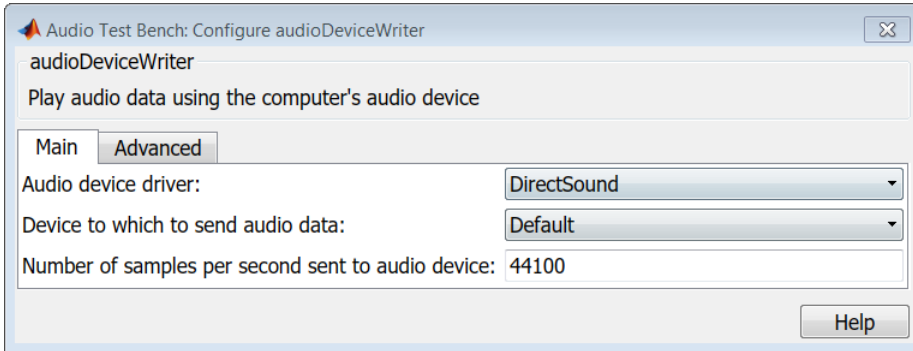 Audio Test Bench: Configure audioDeviceWriter
audioDeviceWriter
Play audio data using the computer's audio device
Main Advanced
Audio device driver: DirectSound
Device to which to send audio data: Default
Number of samples per second sent to audio device: 44100
Help